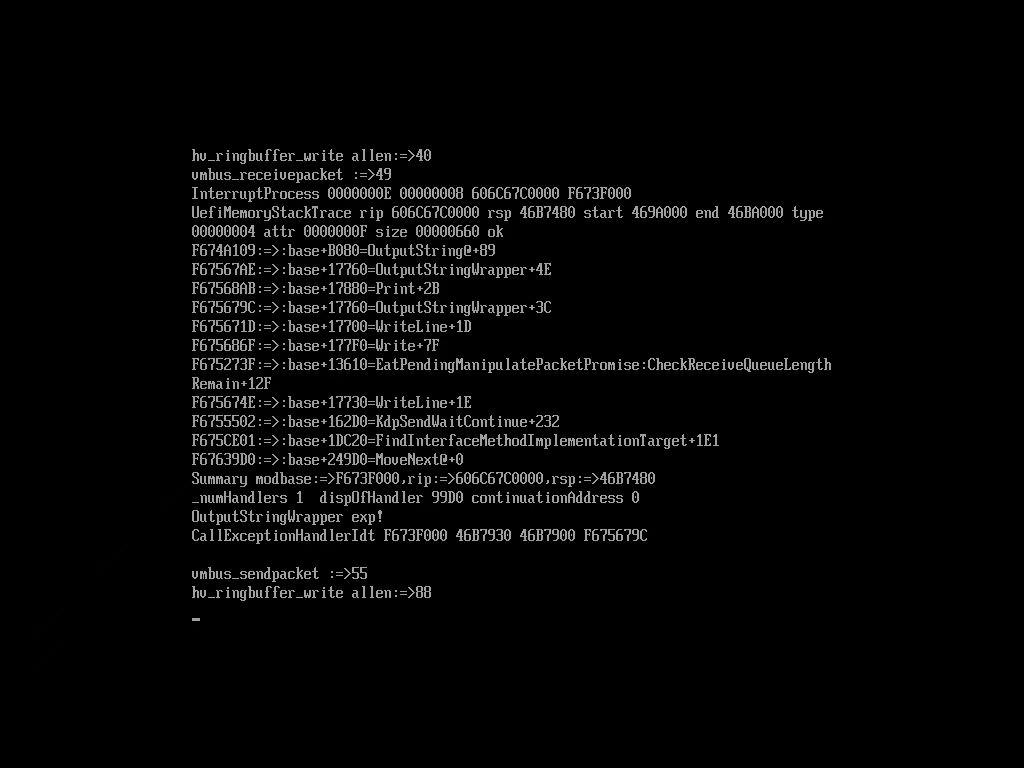 hv_ringbuffer_write allen:=>40
vmbus_receivepacket :=>49
InterruptProcess 0000000E 00000008 606C67C0000 F673F000
UefiMemoryStackTrace rip 606C67C0000 rsp 46B7480 start 469A000 end 46BA000 type
00000004 attr 0000000F size 00000660 ok
F674A109:=>:base+B080=OutputString@+89
F67567AE:=>:base+17760=OutputStringWrapper+4E
F67568AB:=>:base+17880=Print+2B
F675679C:=>:base+17760=OutputStringWrapper+3C
F675671D:=>:base+17700=WriteLine+1D
F675686F:=>:base+177F0=Write+7F
F675273F:=>:base+13610=EatPendingManipulatePacketPromise:CheckReceiveQueueLength
Remain+12F
F675674E:=>:base+17730=WriteLine+1E
F6755502:=>:base+162D0=KdpSendWaitContinue+232
F675CE01:=>:base+1DC20=FindInterfaceMethodImplementationTarget+1E1
F67639D0:=>:base+249D0=MoveNext@+0
Summary modbase:=>F673F000,rip:=>606C67C0000,rsp:=>46B7480
_numHandlers 1  dispOfHandler 99D0 continuationAddress 0
OutputStringWrapper exp!
CallExceptionHandlerIdt F673F000 46B7930 46B7900 F675679C
vmbus_sendpacket :=>55
hv_ringbuffer_write allen:=>88